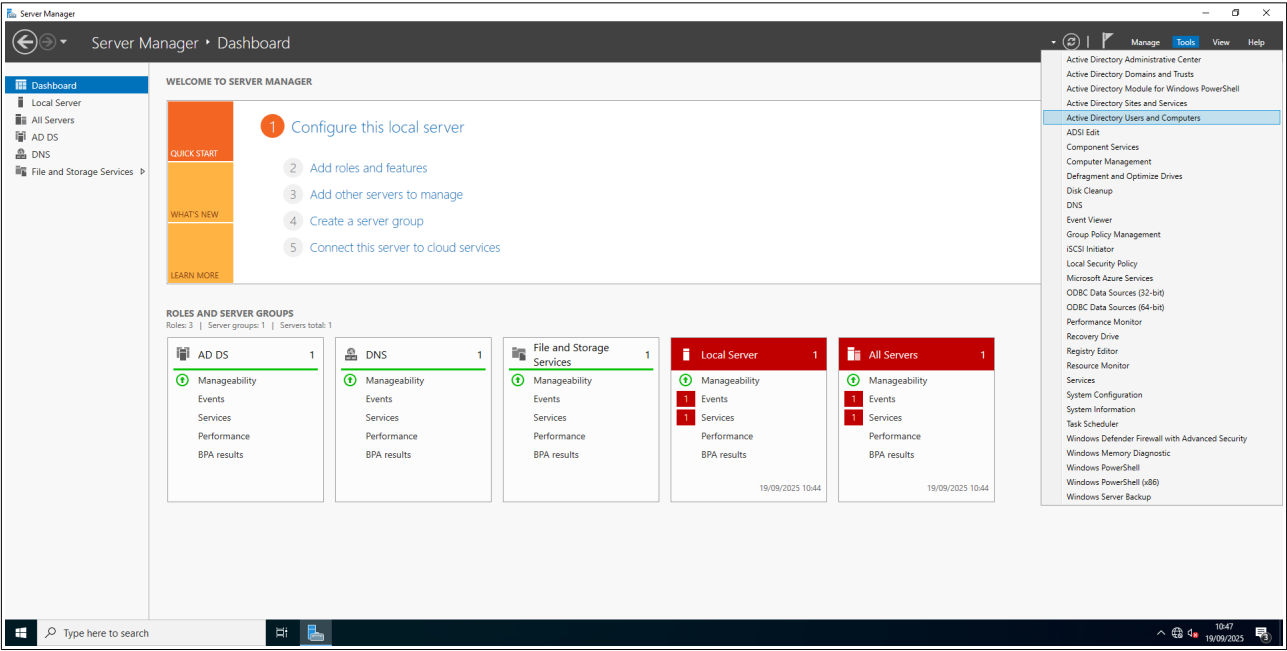 Server Manager
Server Manager • Dashboard
Manage Tools View Help
Dashboard
Local Server
All Servers
AD DS
DNS
File and Storage Services
WELCOME TO SERVER MANAGER
QUICK START
WHAT'S NEW
LEARN MORE
1 Configure this local server
2 Add roles and features
3 Add other servers to manage
4 Create a server group
5 Connect this server to cloud services
ROLES AND SERVER GROUPS
Roles: 3 | Server groups: 1 | Servers total: 1
AD DS 1
Manageability
Events
Services
Performance
BPA results
DNS 1
Manageability
Events
Services
Performance
BPA results
File and Storage
Services 1
Manageability
Events
Services
Performance
BPA results
Local Server 1
Manageability
1 Events
1 Services
Performance
BPA results
19/09/2025 10:44
All Servers 1
Manageability
1 Events
1 Services
Performance
BPA results
19/09/2025 10:44
Active Directory Administrative Center
Active Directory Domains and Trusts
Active Directory Module for Windows PowerShell
Active Directory Sites and Services
Active Directory Users and Computers
ADSI Edit
Component Services
Computer Management
Defragment and Optimize Drives
Disk Cleanup
DNS
Event Viewer
Group Policy Management
iSCSI Initiator
Local Security Policy
Microsoft Azure Services
ODBC Data Sources (32-bit)
ODBC Data Sources (64-bit)
Performance Monitor
Recovery Drive
Registry Editor
Resource Monitor
Services
System Configuration
System Information
Task Scheduler
Windows Defender Firewall with Advanced Security
Windows Memory Diagnostic
Windows PowerShell
Windows PowerShell (x86)
Windows Server Backup
Type here to search
10:47
19/09/2025
3